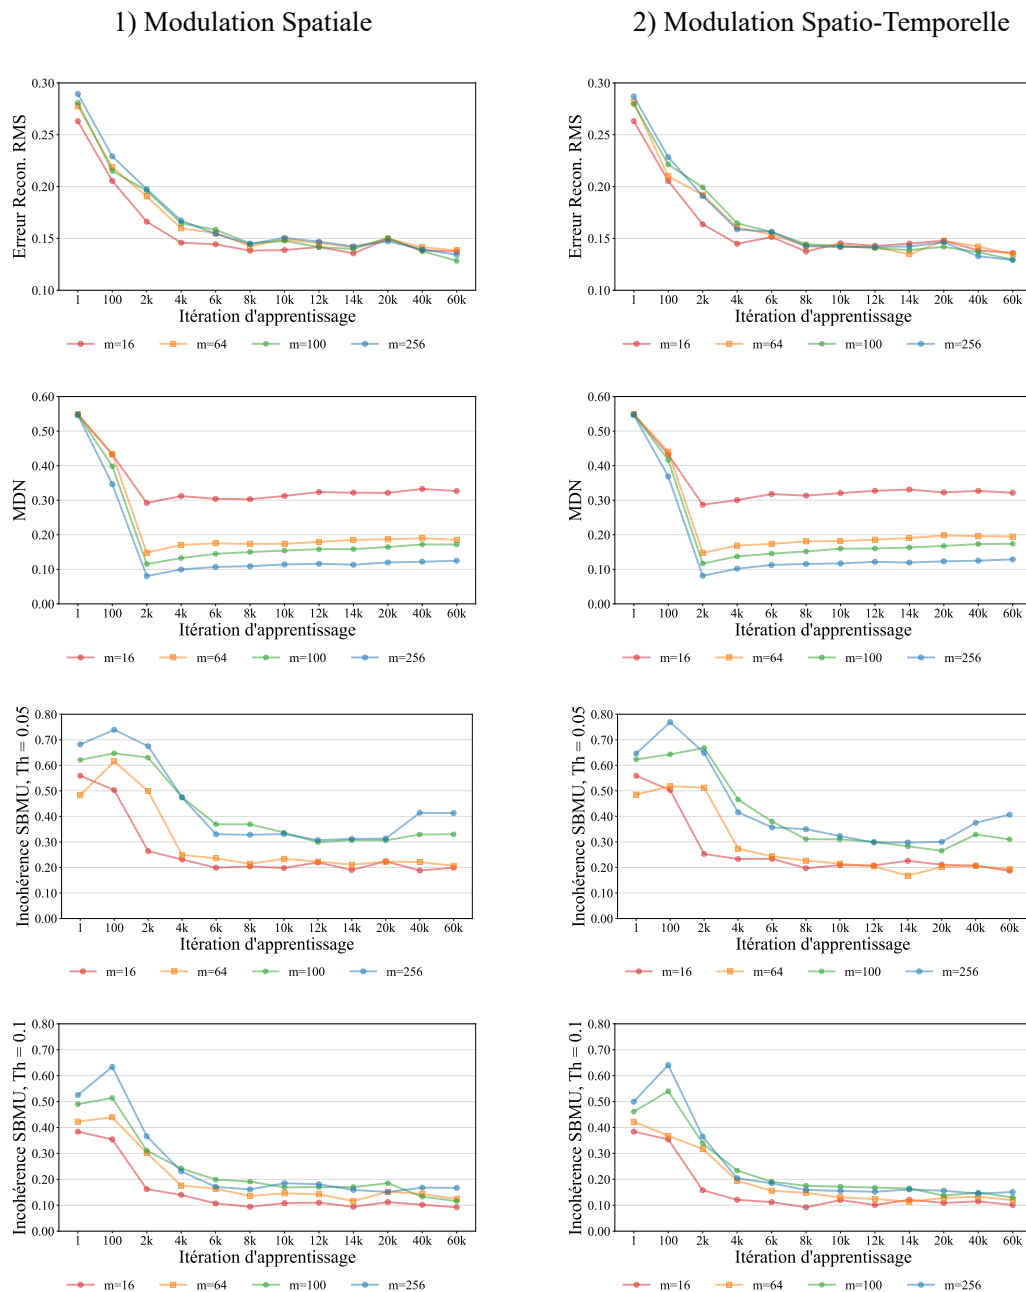 1) Modulation Spatiale
2) Modulation Spatio-Temporelle
Erreur Recon. RMS
0.30
0.25
0.20
0.15
0.10
1 100 2k 4k 6k 8k 10k 12k 14k 20k 40k 60k
Itération d'apprentissage
m=16 m=64 m=100 m=256
Erreur Recon. RMS
0.30
0.25
0.20
0.15
0.10
1 100 2k 4k 6k 8k 10k 12k 14k 20k 40k 60k
Itération d'apprentissage
m=16 m=64 m=100 m=256
MDN
0.60
0.50
0.40
0.30
0.20
0.10
0.00
1 100 2k 4k 6k 8k 10k 12k 14k 20k 40k 60k
Itération d'apprentissage
m=16 m=64 m=100 m=256
MDN
0.60
0.50
0.40
0.30
0.20
0.10
0.00
1 100 2k 4k 6k 8k 10k 12k 14k 20k 40k 60k
Itération d'apprentissage
m=16 m=64 m=100 m=256
Incohérence SBMU, Th = 0.05
0.80
0.70
0.60
0.50
0.40
0.30
0.20
0.10
0.00
1 100 2k 4k 6k 8k 10k 12k 14k 20k 40k 60k
Itération d'apprentissage
m=16 m=64 m=100 m=256
Incohérence SBMU, Th = 0.05
0.80
0.70
0.60
0.50
0.40
0.30
0.20
0.10
0.00
1 100 2k 4k 6k 8k 10k 12k 14k 20k 40k 60k
Itération d'apprentissage
m=16 m=64 m=100 m=256
Incohérence SBMU, Th = 0.1
0.80
0.70
0.60
0.50
0.40
0.30
0.20
0.10
0.00
1 100 2k 4k 6k 8k 10k 12k 14k 20k 40k 60k
Itération d'apprentissage
m=16 m=64 m=100 m=256
Incohérence SBMU, Th = 0.1
0.80
0.70
0.60
0.50
0.40
0.30
0.20
0.10
0.00
1 100 2k 4k 6k 8k 10k 12k 14k 20k 40k 60k
Itération d'apprentissage
m=16 m=64 m=100 m=256